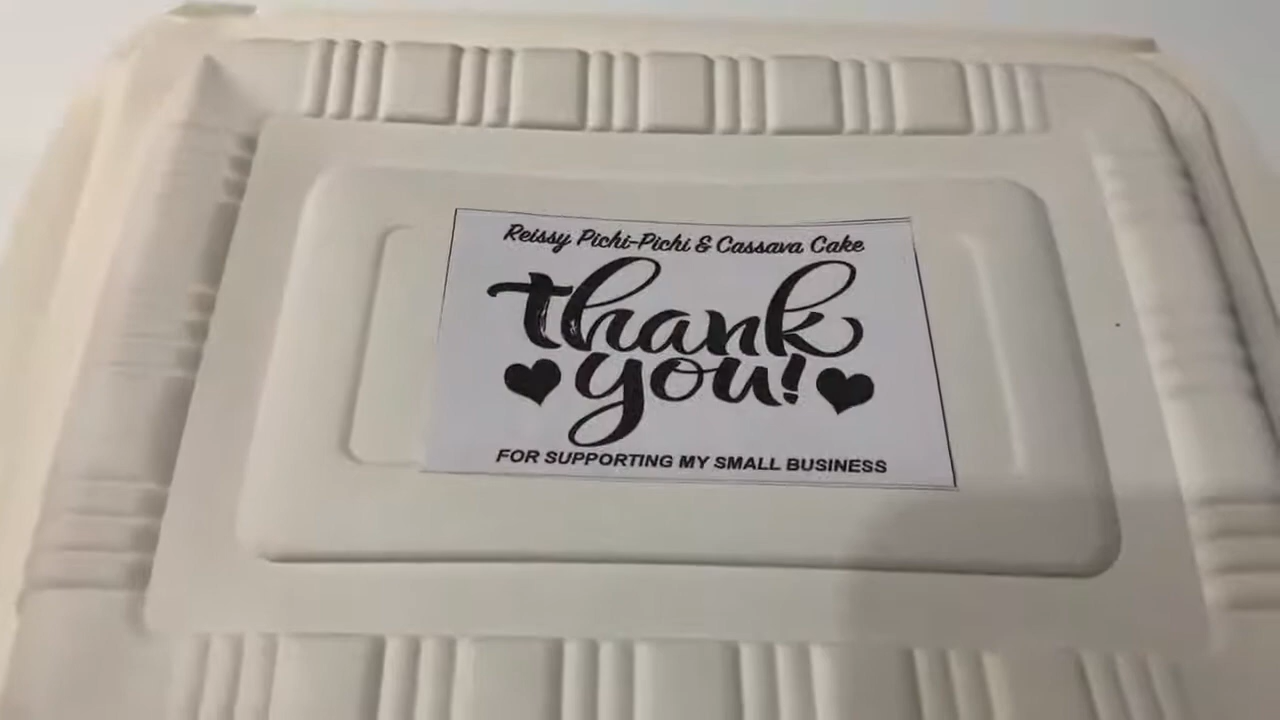 Reissy Pichi-Pichi & Cassava Cake
thank
you!
FOR SUPPORTING MY SMALL BUSINESS